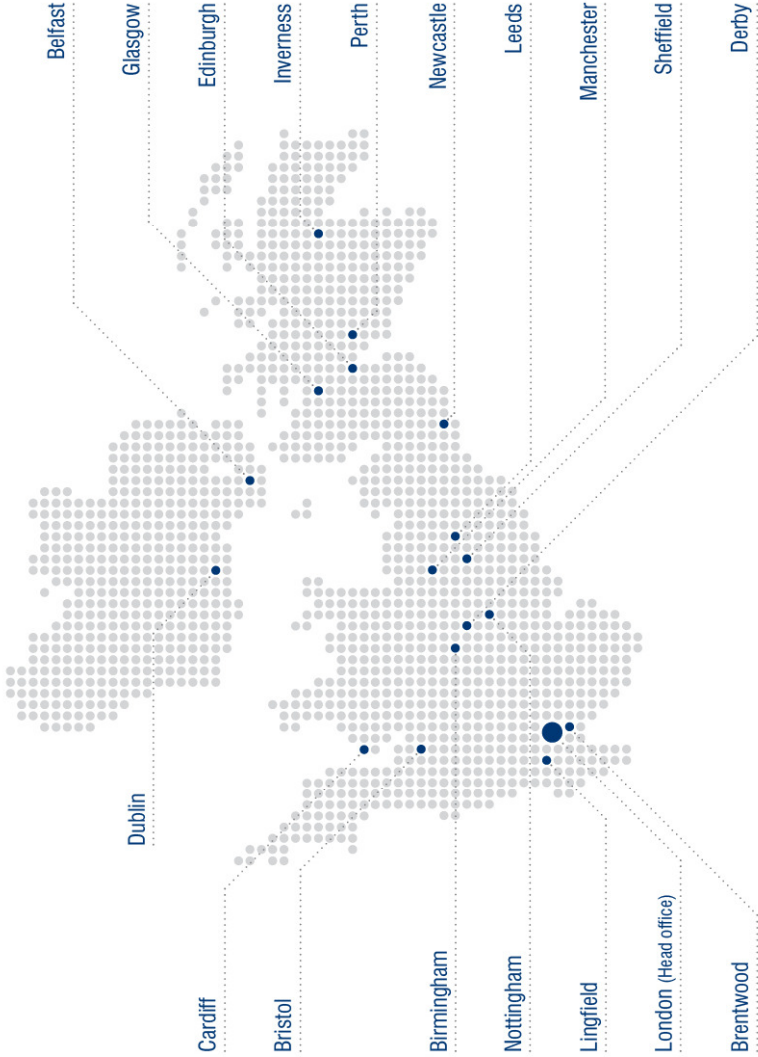 Belfast
Glasgow
Edinburgh
Inverness
Perth
Newcastle
Leeds
Manchester
Sheffield
Derby
Dublin
Cardiff
Bristol
Birmingham
Nottingham
Lingfield
London (Head office)
Brentwood